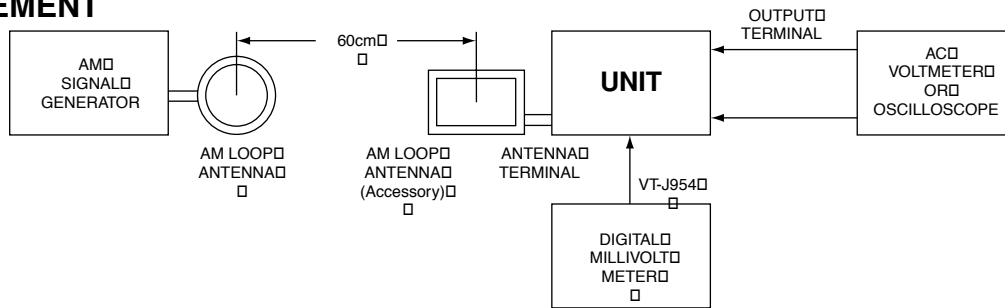 EMENT
AM
SIGNAL
GENERATOR
60cm
AM LOOP
ANTENNA
AM LOOP
ANTENNA
(Accessory)
ANTENNA
TERMINAL
UNIT
OUTPUT
TERMINAL
AC
VOLTMETER
OR
OSCILLOSCOPE
VT-J954
DIGITAL
MILLIVOLT
METER